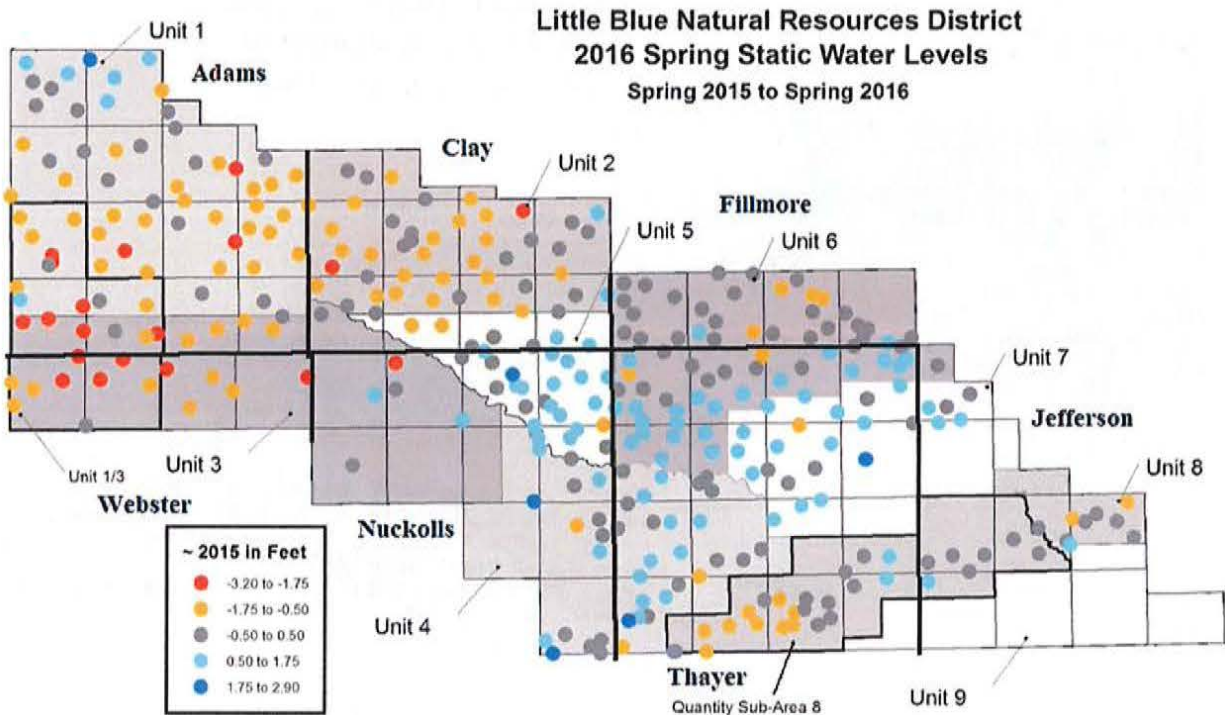 Little Blue Natural Resources District
2016 Spring Static Water Levels
Spring 2015 to Spring 2016
Unit 1
Adams
Clay
Unit 2
Fillmore
Unit 5
Unit 6
Unit 7
Jefferson
Unit 8
Unit 1/3
Unit 3
Webster
Nuckolls
Unit 4
Thayer
Quantity Sub-Area 8
Unit 9
~ 2015 in Feet
-3.20 to -1.75
-1.75 to -0.50
-0.50 to 0.50
0.50 to 1.75
1.75 to 2.90